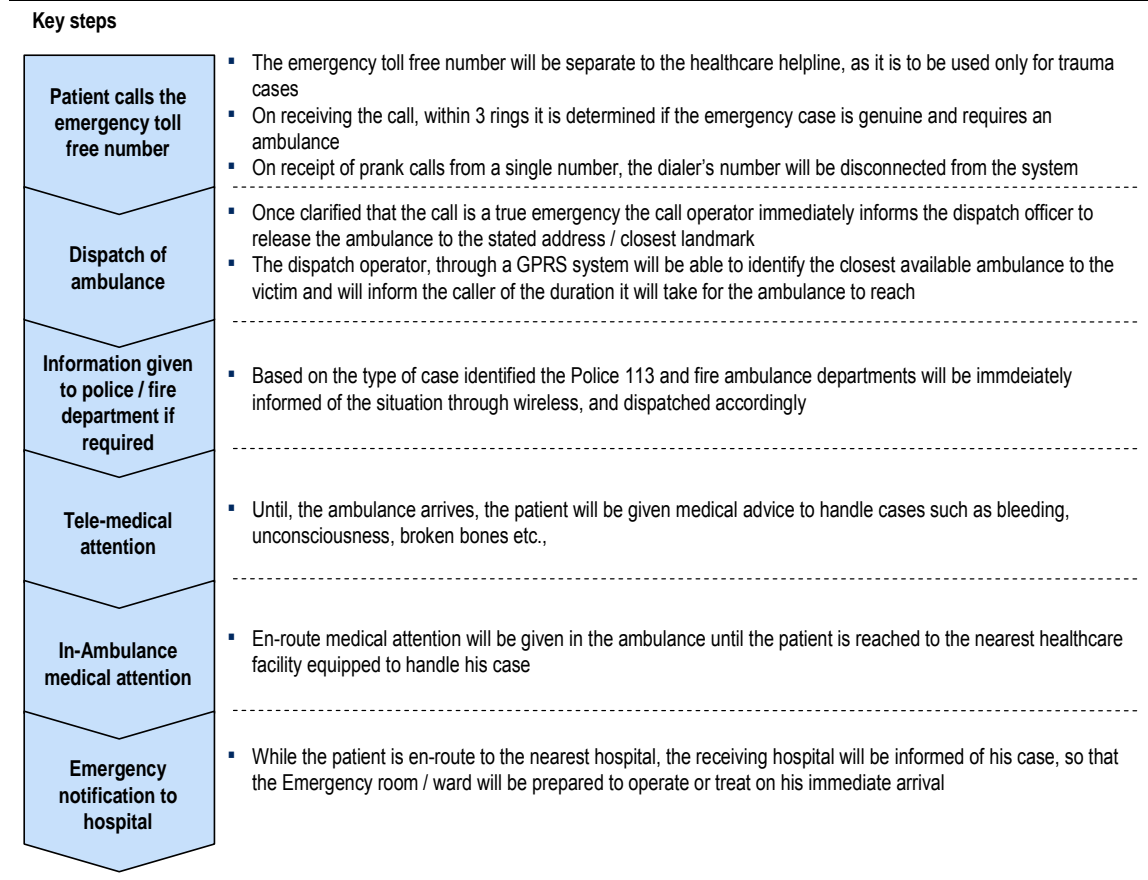 Key steps
Patient calls the
emergency toll
free number
▪ The emergency toll free number will be separate to the healthcare helpline, as it is to be used only for trauma
cases
▪ On receiving the call, within 3 rings it is determined if the emergency case is genuine and requires an
ambulance
▪ On receipt of prank calls from a single number, the dialer’s number will be disconnected from the system
Dispatch of
ambulance
▪ Once clarified that the call is a true emergency the call operator immediately informs the dispatch officer to
release the ambulance to the stated address / closest landmark
▪ The dispatch operator, through a GPRS system will be able to identify the closest available ambulance to the
victim and will inform the caller of the duration it will take for the ambulance to reach
Information given
to police / fire
department if
required
▪ Based on the type of case identified the Police 113 and fire ambulance departments will be immdeiately
informed of the situation through wireless, and dispatched accordingly
Tele-medical
attention
▪ Until, the ambulance arrives, the patient will be given medical advice to handle cases such as bleeding,
unconsciousness, broken bones etc.,
In-Ambulance
medical attention
▪ En-route medical attention will be given in the ambulance until the patient is reached to the nearest healthcare
facility equipped to handle his case
Emergency
notification to
hospital
▪ While the patient is en-route to the nearest hospital, the receiving hospital will be informed of his case, so that
the Emergency room / ward will be prepared to operate or treat on his immediate arrival